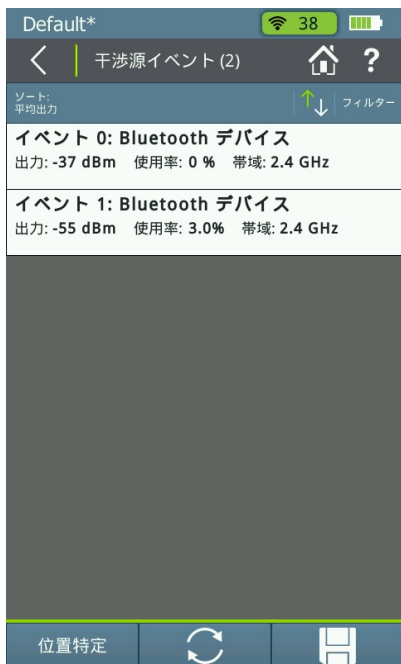 Default*
38
干渉源イベント (2)
?
ソート:
平均出力
フィルター
イベント 0: Bluetooth デバイス
出力: -37 dBm 使用率: 0 % 帯域: 2.4 GHz
イベント 1: Bluetooth デバイス
出力: -55 dBm 使用率: 3.0% 帯域: 2.4 GHz
位置特定